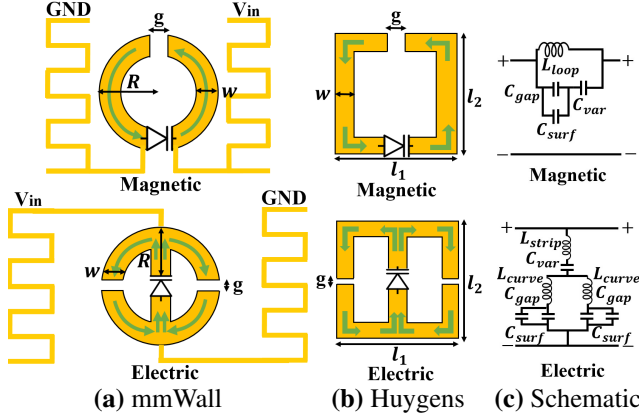 GND
Vin
g
R
w
Magnetic
g
w
l2
l1
Magnetic
+ +
Lloop
Cgap
Cvar
Csurf
− −
Magnetic
Vin
GND
R
w
g
Electric
g
l2
l1
Electric
+ +
Lstrip
Cvar
Lcurve Lcurve
Cgap Cgap
Csurf Csurf
− −
Electric
(a) mmWall (b) Huygens (c) Schematic